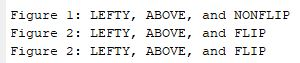 Figure 1: LEFTY, ABOVE, and NONFLIP
Figure 2: LEFTY, ABOVE, and FLIP
Figure 2: LEFTY, ABOVE, and FLIP